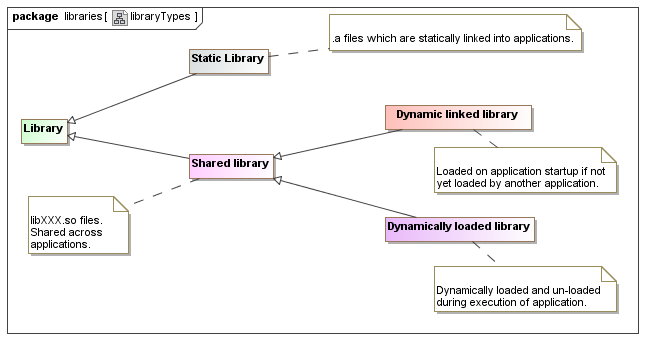 package libraries[ libraryTypes ]
.a files which are statically linked into applications.
Static Library
Dynamic linked library
Library
Shared library
Loaded on application startup if not
yet loaded by another application.
libXXX.so files.
Shared across
applications.
Dynamically loaded library
Dynamically loaded and un-loaded
during execution of application.